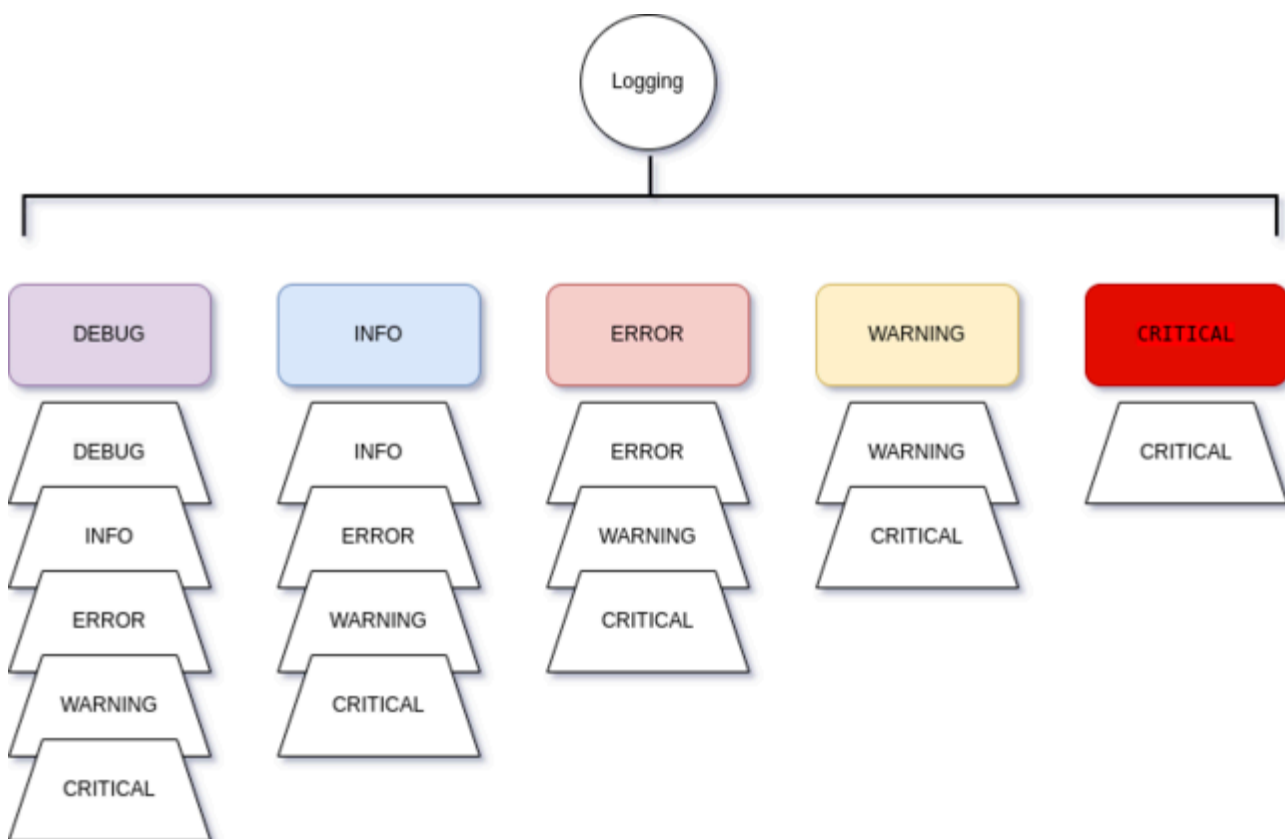 Logging
DEBUG
INFO
ERROR
WARNING
CRITICAL
DEBUG
INFO
ERROR
WARNING
CRITICAL
INFO
ERROR
WARNING
CRITICAL
ERROR
WARNING
CRITICAL
WARNING
CRITICAL
CRITICAL